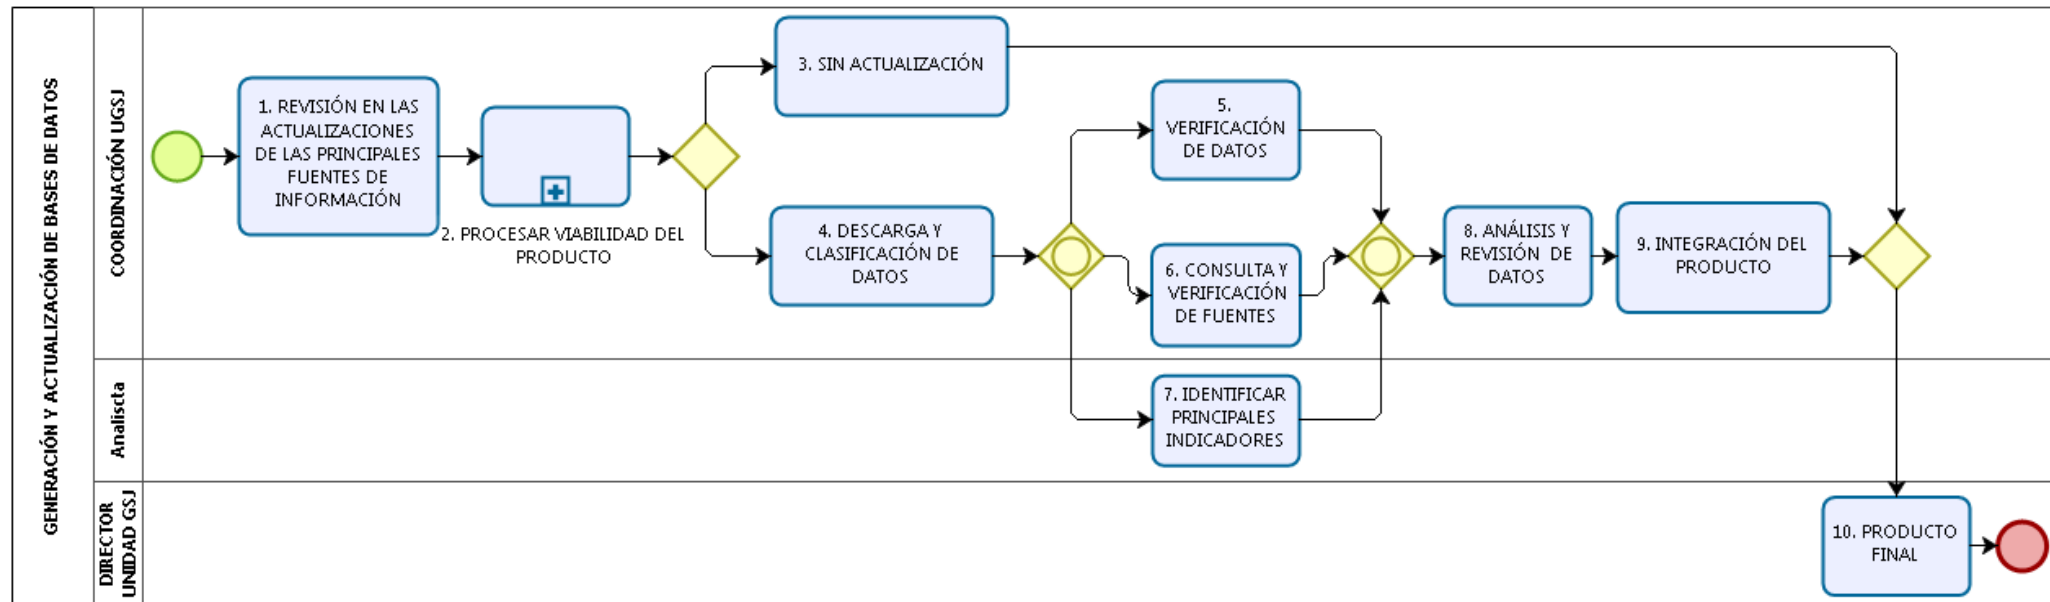 GENERACIÓN Y ACTUALIZACIÓN DE BASES DE DATOS
COORDINACIÓN UGSJ
1. REVISIÓN EN LAS
ACTUALIZACIONES
DE LAS PRINCIPALES
FUENTES DE
INFORMACIÓN
2. PROCESAR VIABILIDAD DEL
PRODUCTO
3. SIN ACTUALIZACIÓN
4. DESCARGA Y
CLASIFICACIÓN DE
DATOS
5.
VERIFICACIÓN
DE DATOS
6. CONSULTA Y
VERIFICACIÓN
DE FUENTES
8. ANÁLISIS Y
REVISIÓN DE
DATOS
9. INTEGRACIÓN DEL
PRODUCTO
Analiscta
7. IDENTIFICAR
PRINCIPALES
INDICADORES
DIRECTOR
UNIDAD GSJ
10. PRODUCTO
FINAL